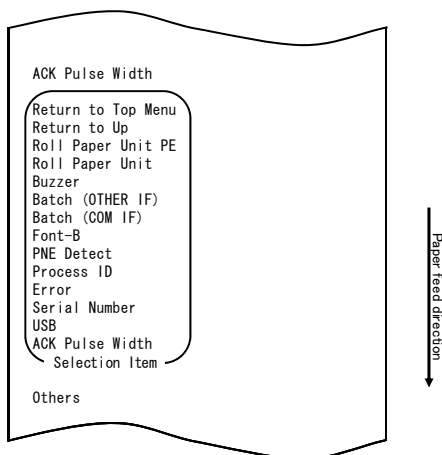 ACK Pulse Width
Return to Top Menu
Return to Up
Roll Paper Unit PE
Roll Paper Unit
Buzzer
Batch (OTHER IF)
Batch (COM IF)
Font-B
PNE Detect
Process ID
Error
Serial Number
USB
ACK Pulse Width
Selection Item
Others
Paper feed direction